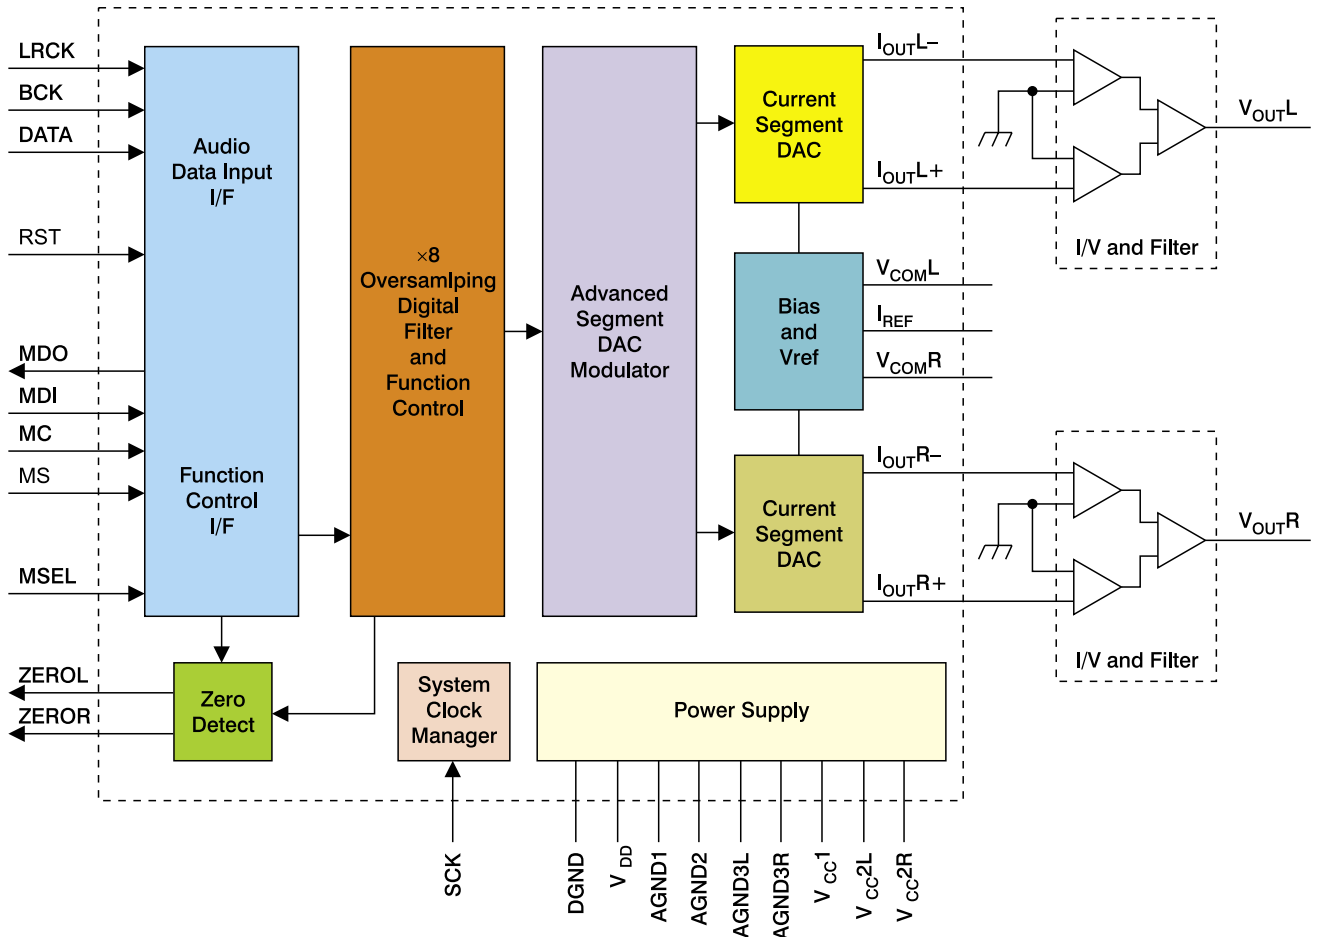 LRCK
BCK
DATA
RST
MDO
MDI
MC
MS
MSEL
ZEROL
ZEROR
Audio
Data Input
I/F
Function
Control
I/F
×8
Oversamlping
Digital
Filter
and
Function
Control
Advanced
Segment
DAC
Modulator
Current
Segment
DAC
Bias
and
Vref
Current
Segment
DAC
IOUTL–
IOUTL+
VCOML
IREF
VCOMR
IOUTR–
IOUTR+
VOUTL
I/V and Filter
VOUTR
I/V and Filter
Zero
Detect
System
Clock
Manager
Power Supply
SCK
DGND
VDD
AGND1
AGND2
AGND3L
AGND3R
VCC1
VCC2L
VCC2R